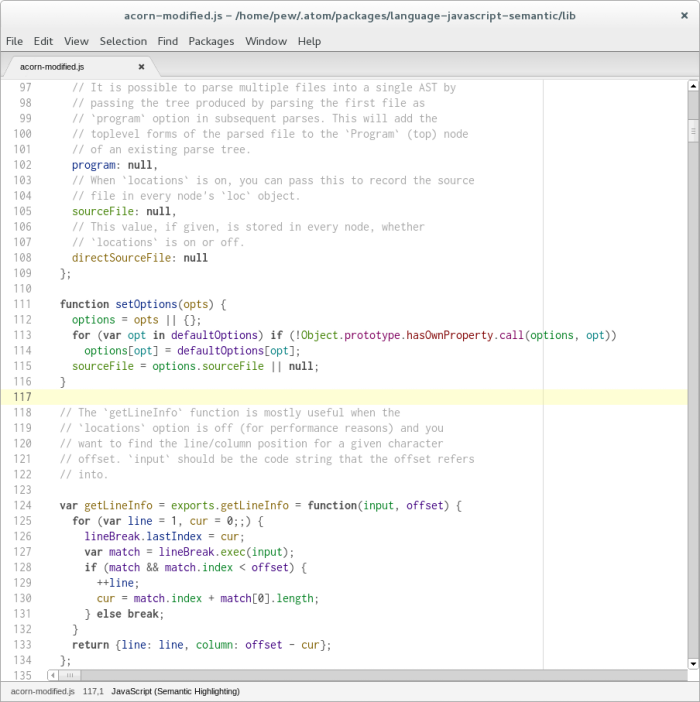 acorn-modified.js – /home/pew/.atom/packages/language-javascript-semantic/lib
File Edit View Selection Find Packages Window Help
acorn-modified.js
97 // It is possible to parse multiple files into a single AST by
98 // passing the tree produced by parsing the first file as
99 // `program` option in subsequent parses. This will add the
100 // toplevel forms of the parsed file to the `Program` (top) node
101 // of an existing parse tree.
102 program: null,
103 // When `locations` is on, you can pass this to record the source
104 // file in every node's `loc` object.
105 sourceFile: null,
106 // This value, if given, is stored in every node, whether
107 // `locations` is on or off.
108 directSourceFile: null
109 };
110
111 function setOptions(opts) {
112 options = opts || {};
113 for (var opt in defaultOptions) if (!Object.prototype.hasOwnProperty.call(options, opt))
114 options[opt] = defaultOptions[opt];
115 sourceFile = options.sourceFile || null;
116 }
117
118 // The `getLineInfo` function is mostly useful when the
119 // `locations` option is off (for performance reasons) and you
120 // want to find the line/column position for a given character
121 // offset. `input` should be the code string that the offset refers
122 // into.
123
124 var getLineInfo = exports.getLineInfo = function(input, offset) {
125 for (var line = 1, cur = 0;;) {
126 lineBreak.lastIndex = cur;
127 var match = lineBreak.exec(input);
128 if (match && match.index < offset) {
129 ++line;
130 cur = match.index + match[0].length;
131 } else break;
132 }
133 return {line: line, column: offset - cur};
134 };
135
acorn-modified.js 117,1 JavaScript (Semantic Highlighting)